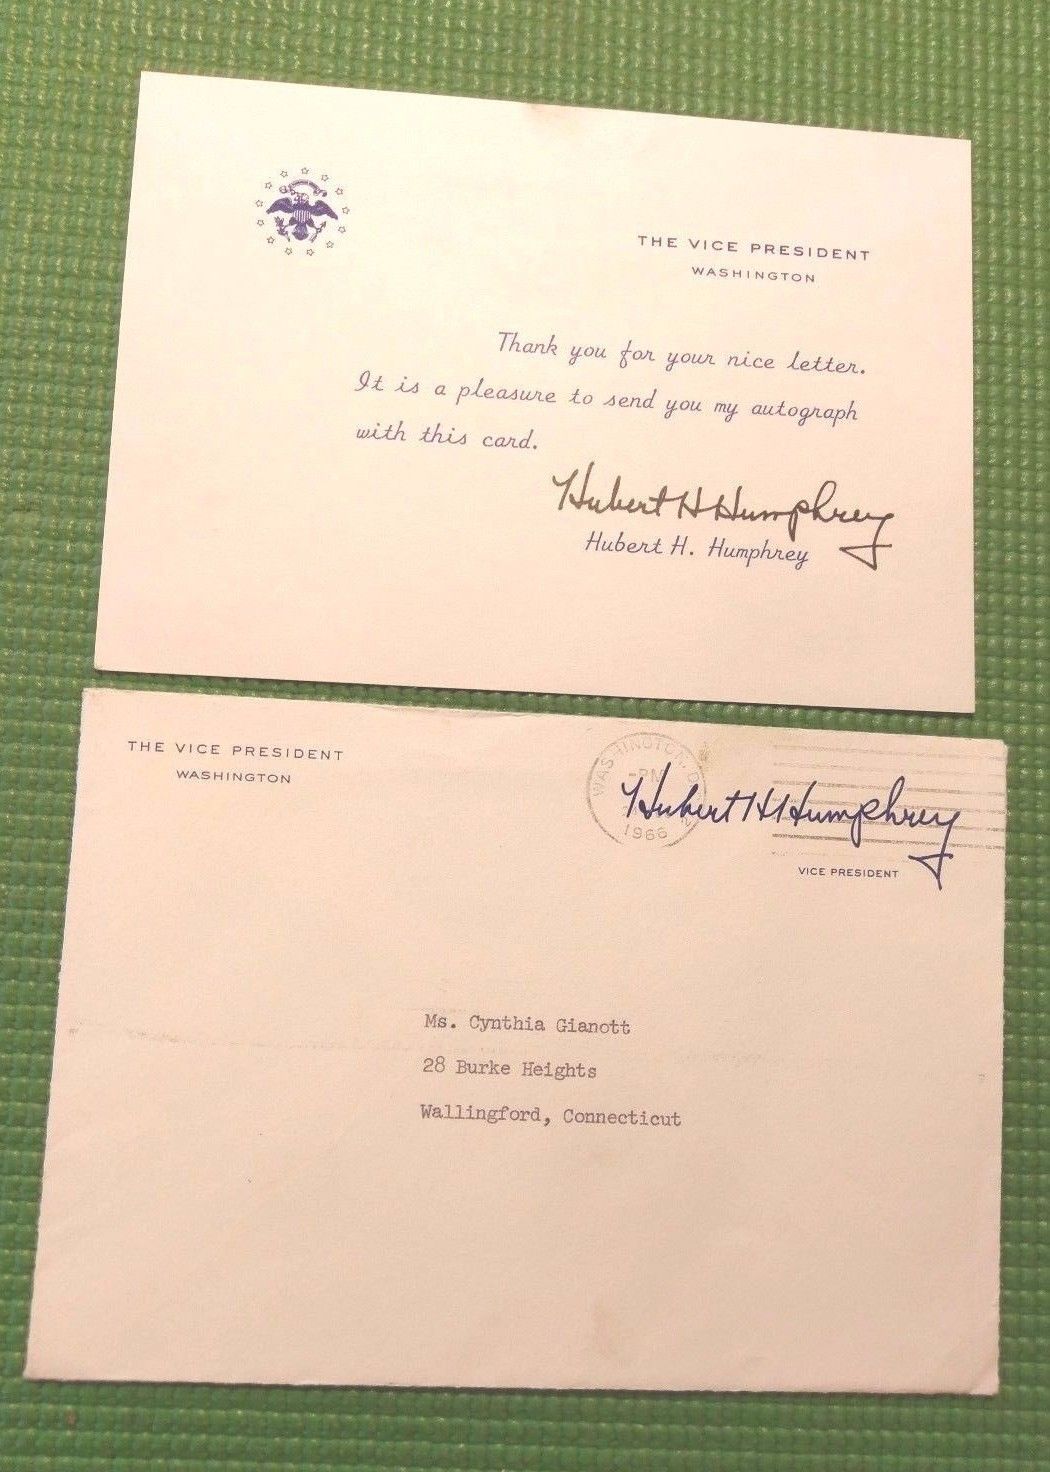 THE VICE PRESIDENT
WASHINGTON
Thank you for your nice letter.
It is a pleasure to send you my autograph
with this card.
Hubert H Humphrey
Hubert H. Humphrey
THE VICE PRESIDENT
WASHINGTON
WASHINGTON, D.
-PM
1966
Hubert H Humphrey
VICE PRESIDENT
Ms. Cynthia Gianott
28 Burke Heights
Wallingford, Connecticut